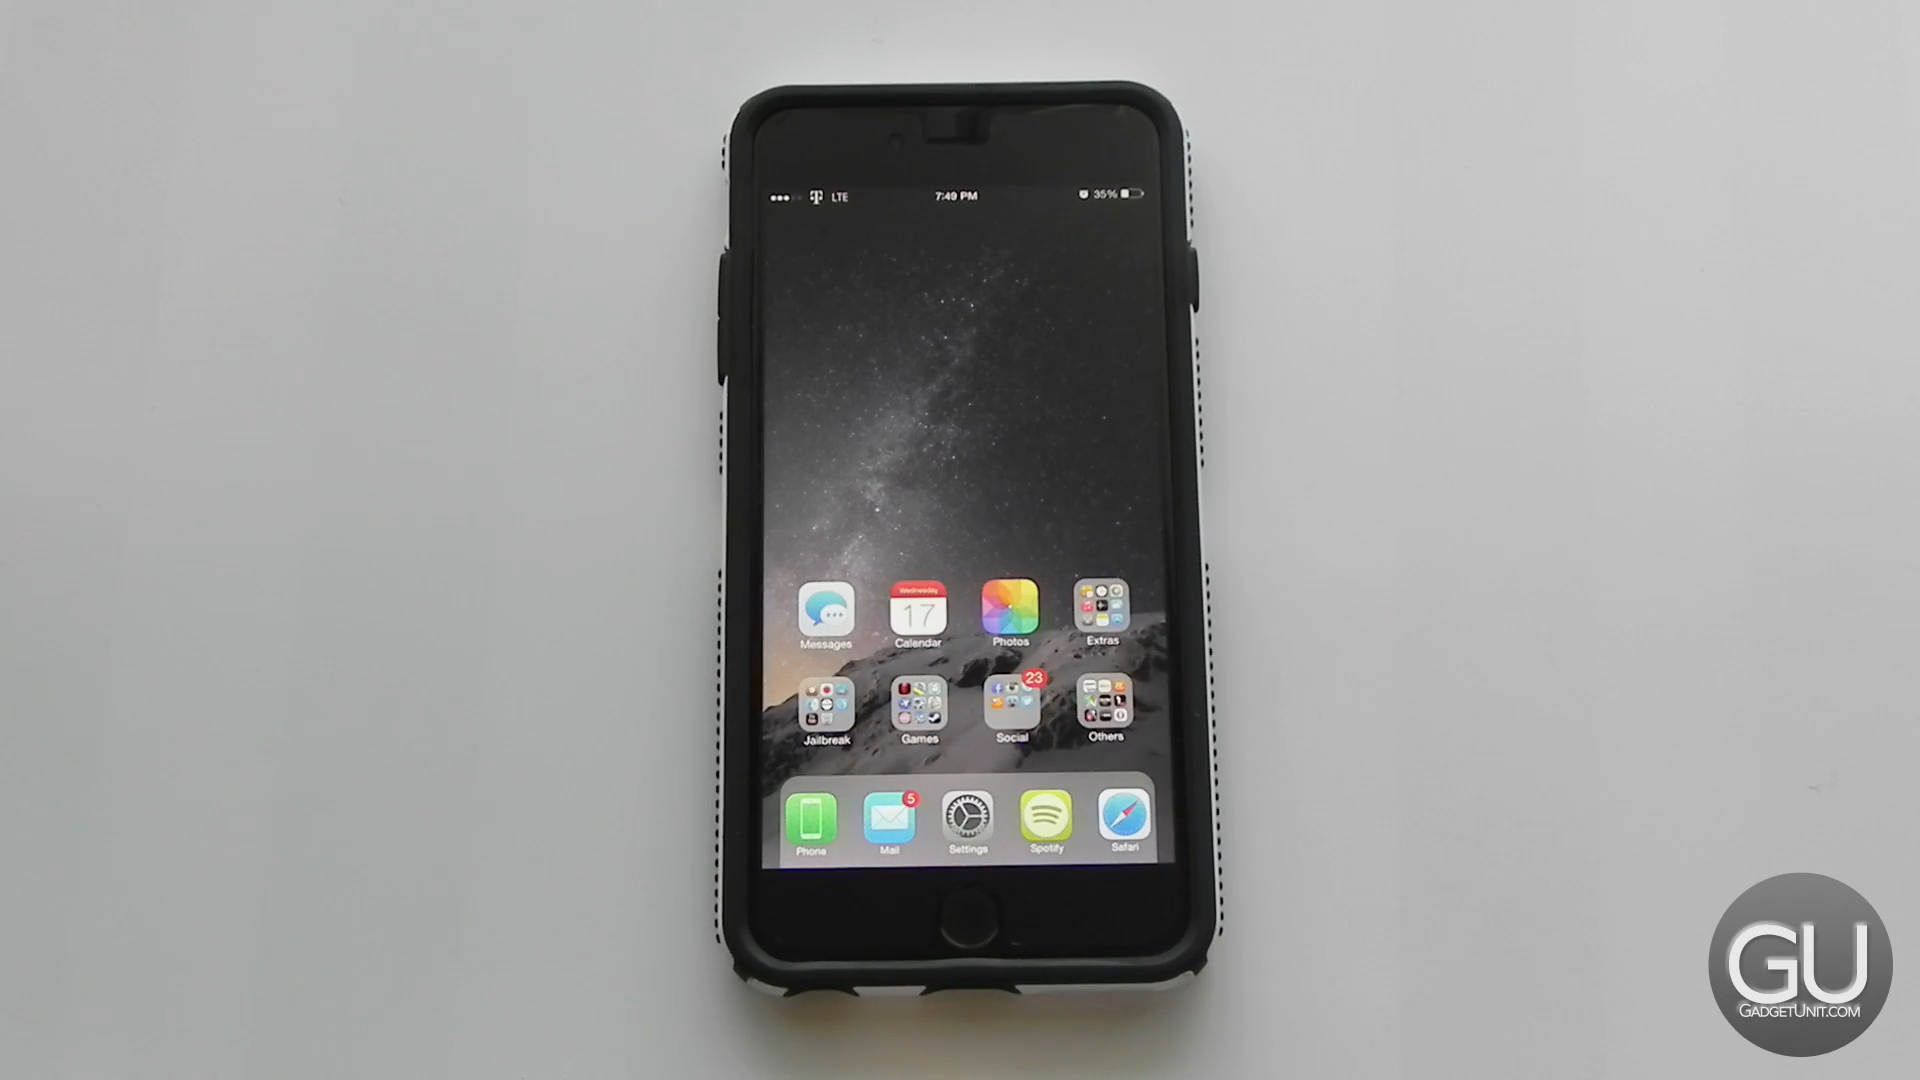 LTE 7:49 PM 35%
Wednesday
17
Messages Calendar Photos Extras
23
Jailbreak Games Social Others
5
Phone Mail Settings Spotify Safari
GU
GADGETUNIT.COM